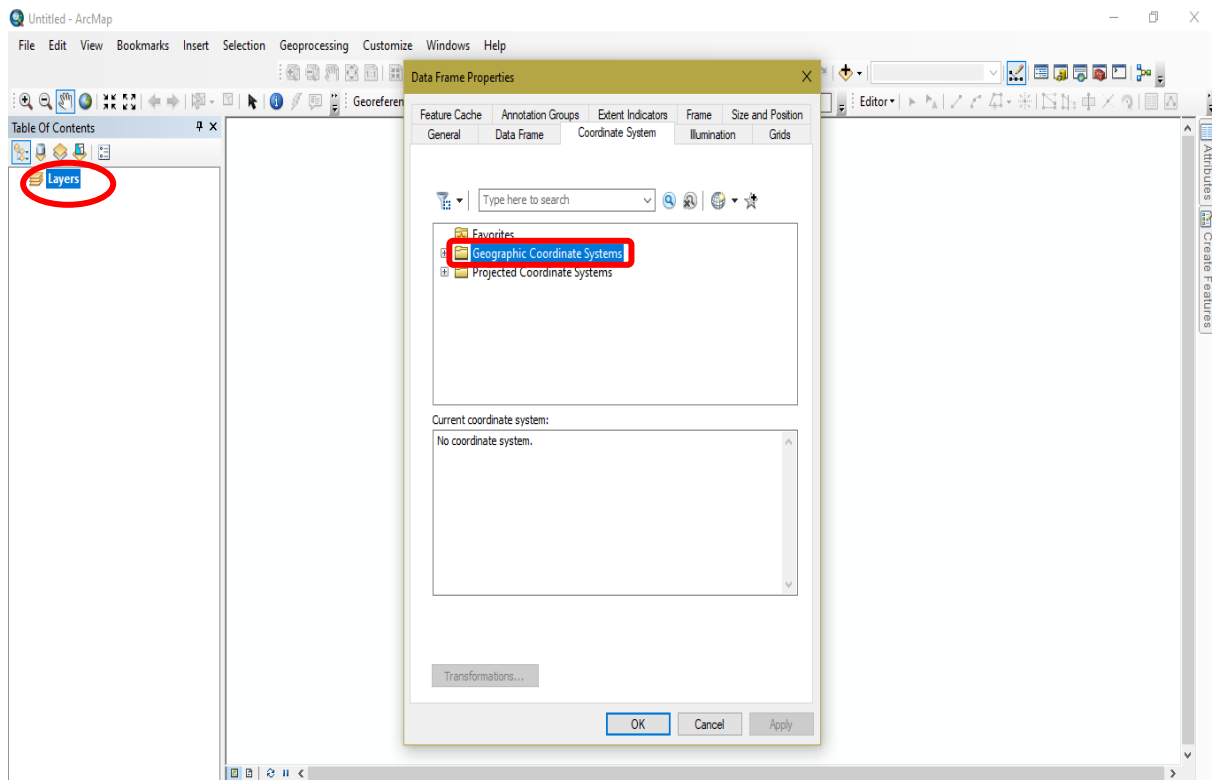 Untitled - ArcMap
File Edit View Bookmarks Insert Selection Geoprocessing Customize Windows Help
Georeferen
Editor
Table Of Contents
Layers
Data Frame Properties
Feature Cache Annotation Groups Extent Indicators Frame Size and Position
General Data Frame Coordinate System Illumination Grids
Type here to search
Favorites
Geographic Coordinate Systems
Projected Coordinate Systems
Current coordinate system:
No coordinate system.
Transformations...
OK Cancel Apply
Attributes
Create Features